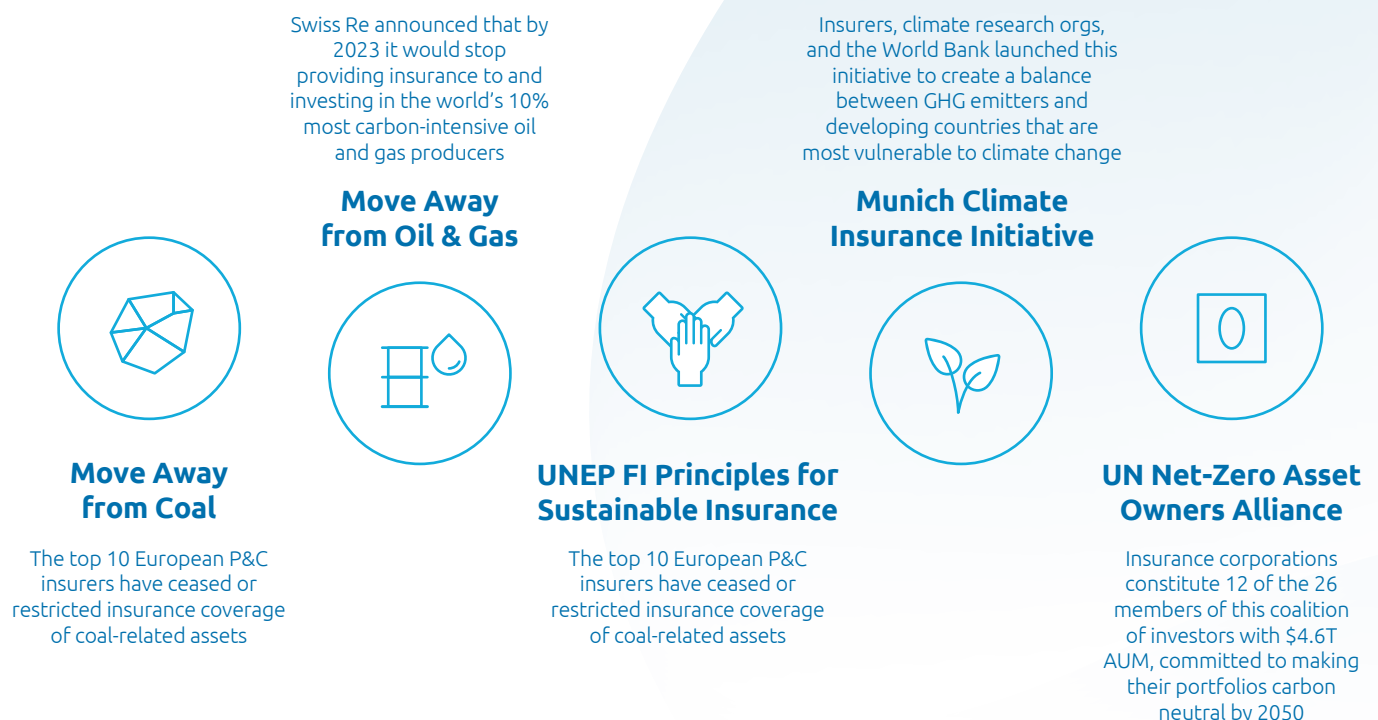 Move Away
from Coal
The top 10 European P&C
insurers have ceased or
restricted insurance coverage
of coal-related assets
Swiss Re announced that by
2023 it would stop
providing insurance to and
investing in the world's 10%
most carbon-intensive oil
and gas producers
Move Away
from Oil & Gas
UNEP FI Principles for
Sustainable Insurance
The top 10 European P&C
insurers have ceased or
restricted insurance coverage
of coal-related assets
Insurers, climate research orgs,
and the World Bank launched this
initiative to create a balance
between GHG emitters and
developing countries that are
most vulnerable to climate change
Munich Climate
Insurance Initiative
UN Net-Zero Asset
Owners Alliance
Insurance corporations
constitute 12 of the 26
members of this coalition
of investors with $4.6T
AUM, committed to making
their portfolios carbon
neutral by 2050